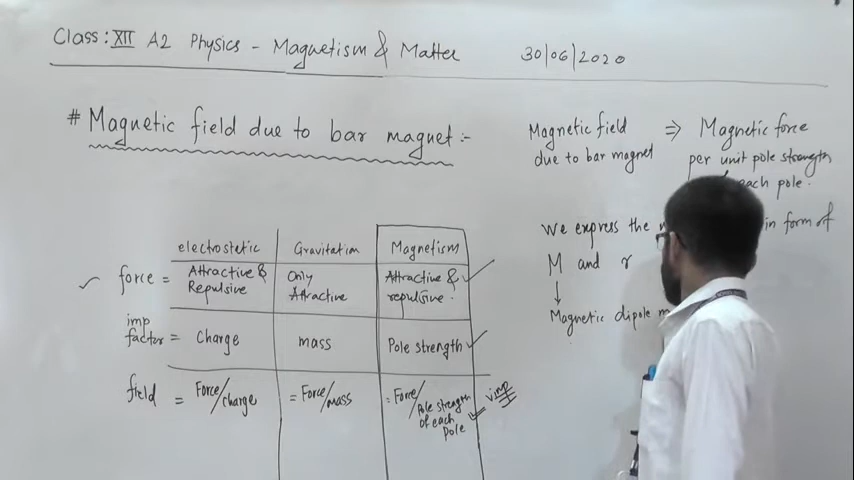 Class: XII A2 Physics - Magnetism & Matter 30/06/2020
# Magnetic field due to bar magnet :-
Magnetic field ⇒ Magnetic force
due to bar magnet per unit pole strength
each pole.
We express the in form of
M and r
↓
Magnetic dipole
electrostatic Gravitation Magnetism
force = Attractive & Repulsive Only Attractive Attractive & repulsive.
imp factor = Charge mass Pole strength
field = Force/charge = Force/mass = Force/Pole strength of each Pole v.imp